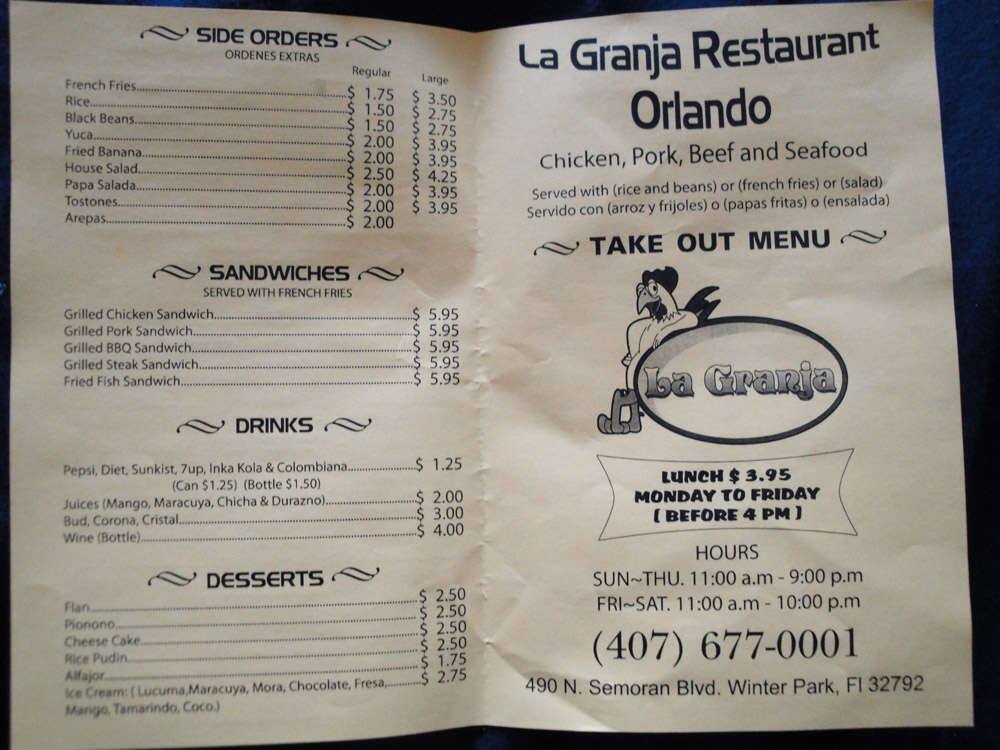 SIDE ORDERS
ORDENES EXTRAS
Regular Large
French Fries $ 1.75 $ 3.50
Rice $ 1.50 $ 2.75
Black Beans $ 1.50 $ 2.75
Yuca $ 2.00 $ 3.95
Fried Banana $ 2.00 $ 3.95
House Salad $ 2.50 $ 4.25
Papa Salada $ 2.00 $ 3.95
Tostones $ 2.00 $ 3.95
Arepas $ 2.00
SANDWICHES
SERVED WITH FRENCH FRIES
Grilled Chicken Sandwich $ 5.95
Grilled Pork Sandwich $ 5.95
Grilled BBQ Sandwich $ 5.95
Grilled Steak Sandwich $ 5.95
Fried Fish Sandwich $ 5.95
DRINKS
Pepsi, Diet, Sunkist, 7up, Inka Kola & Colombiana $ 1.25
(Can $1.25) (Bottle $1.50)
Juices (Mango, Maracuya, Chicha & Durazno) $ 2.00
Bud, Corona, Cristal $ 3.00
Wine (Bottle) $ 4.00
DESSERTS
Flan $ 2.50
Pionono $ 2.50
Cheese Cake $ 2.50
Rice Pudin $ 2.50
Alfajor $ 1.75
Ice Cream: ( Lucuma,Maracuya, Mora, Chocolate, Fresa, $ 2.75
Mango, Tamarindo, Coco.)
La Granja Restaurant
Orlando
Chicken, Pork, Beef and Seafood
Served with (rice and beans) or (french fries) or (salad)
Servido con (arroz y frijoles) o (papas fritas) o (ensalada)
TAKE OUT MENU
La Granja
LUNCH $ 3.95
MONDAY TO FRIDAY
( BEFORE 4 PM )
HOURS
SUN~THU. 11:00 a.m - 9:00 p.m
FRI~SAT. 11:00 a.m - 10:00 p.m
(407) 677-0001
490 N. Semoran Blvd. Winter Park, Fl 32792